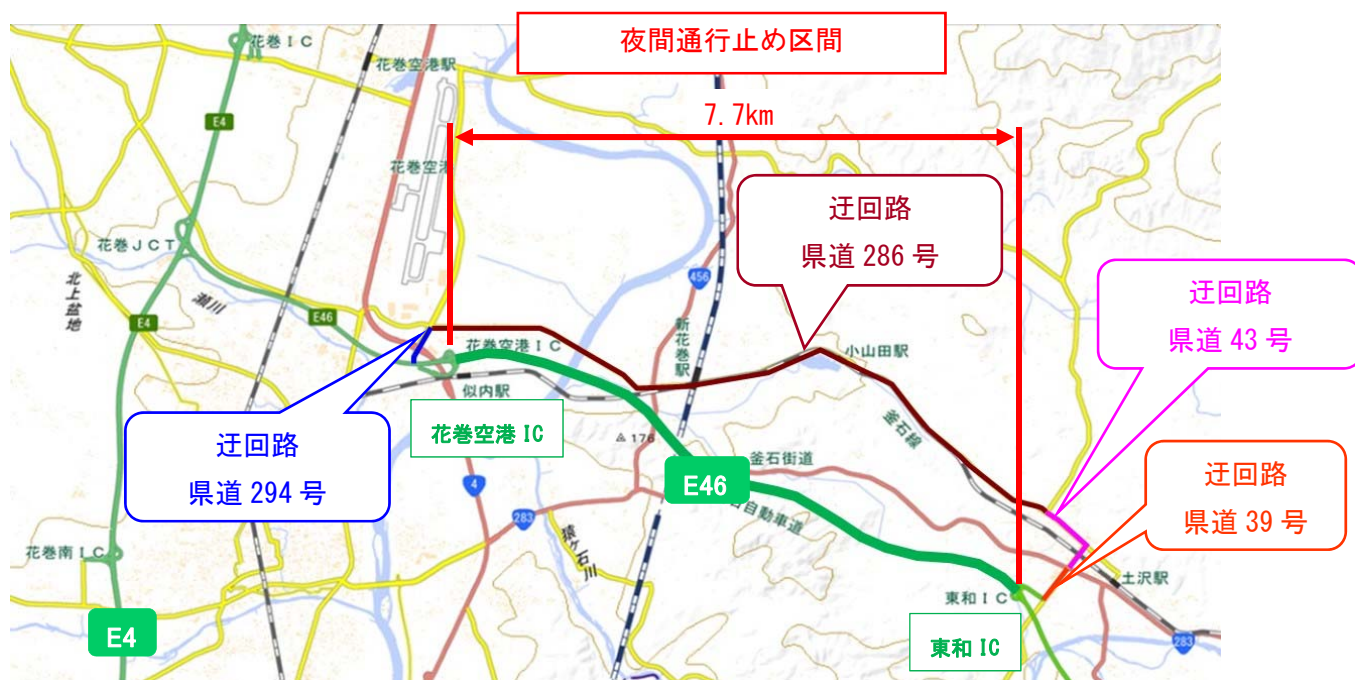 夜間通行止め区間
7.7km
花巻IC
花巻空港駅
E4
花巻空港
迂回路
県道 286 号
花巻JCT
456
迂回路
県道 43 号
北上盆地
瀬川
E46
E4
新花巻駅
花巻空港IC
小山田駅
似内駅
釜石線
迂回路
県道 294 号
花巻空港 IC
176
釜石街道
E46
迂回路
県道 39 号
4
283
自動車道
猿ヶ石川
花巻南IC
土沢駅
東和IC
E4
東和 IC
283